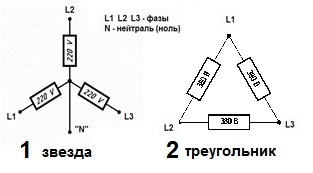 L2
L1 L2 L3 - фазы
N - нейтраль (ноль)
220 V
220 V
220 V
L1
L3
"N"
1 звезда
L1
380 В
380 В
380 В
L2
L3
2 треугольник